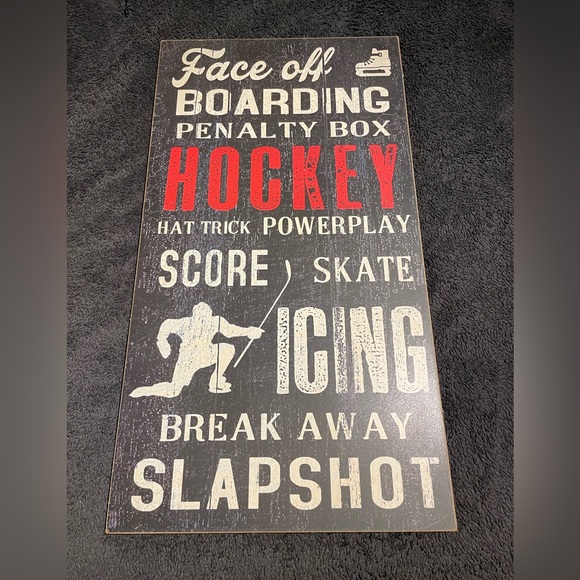 Face off
BOARDING
PENALTY BOX
HOCKEY
HAT TRICK POWERPLAY
SCORE SKATE
ICING
BREAK AWAY
SLAPSHOT